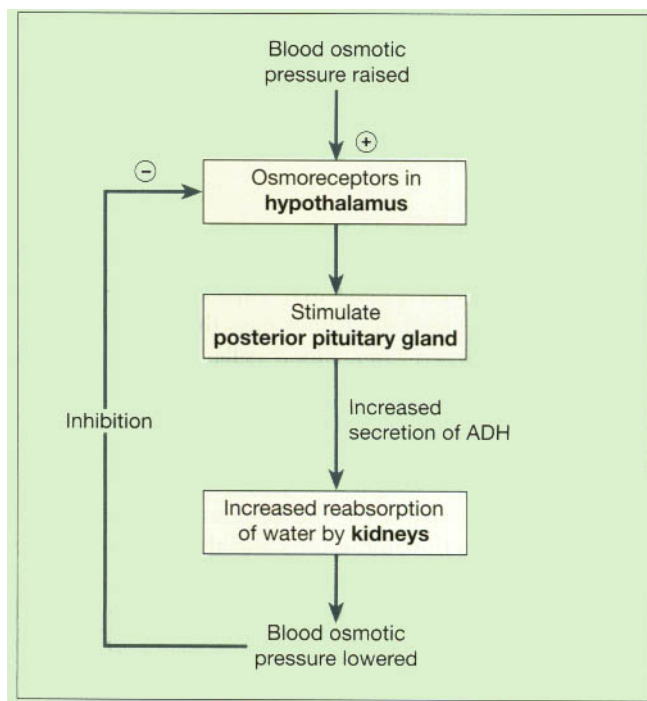 Blood osmotic
pressure raised
+
−
Osmoreceptors in
hypothalamus
Stimulate
posterior pituitary gland
Increased
secretion of ADH
Inhibition
Increased reabsorption
of water by kidneys
Blood osmotic
pressure lowered